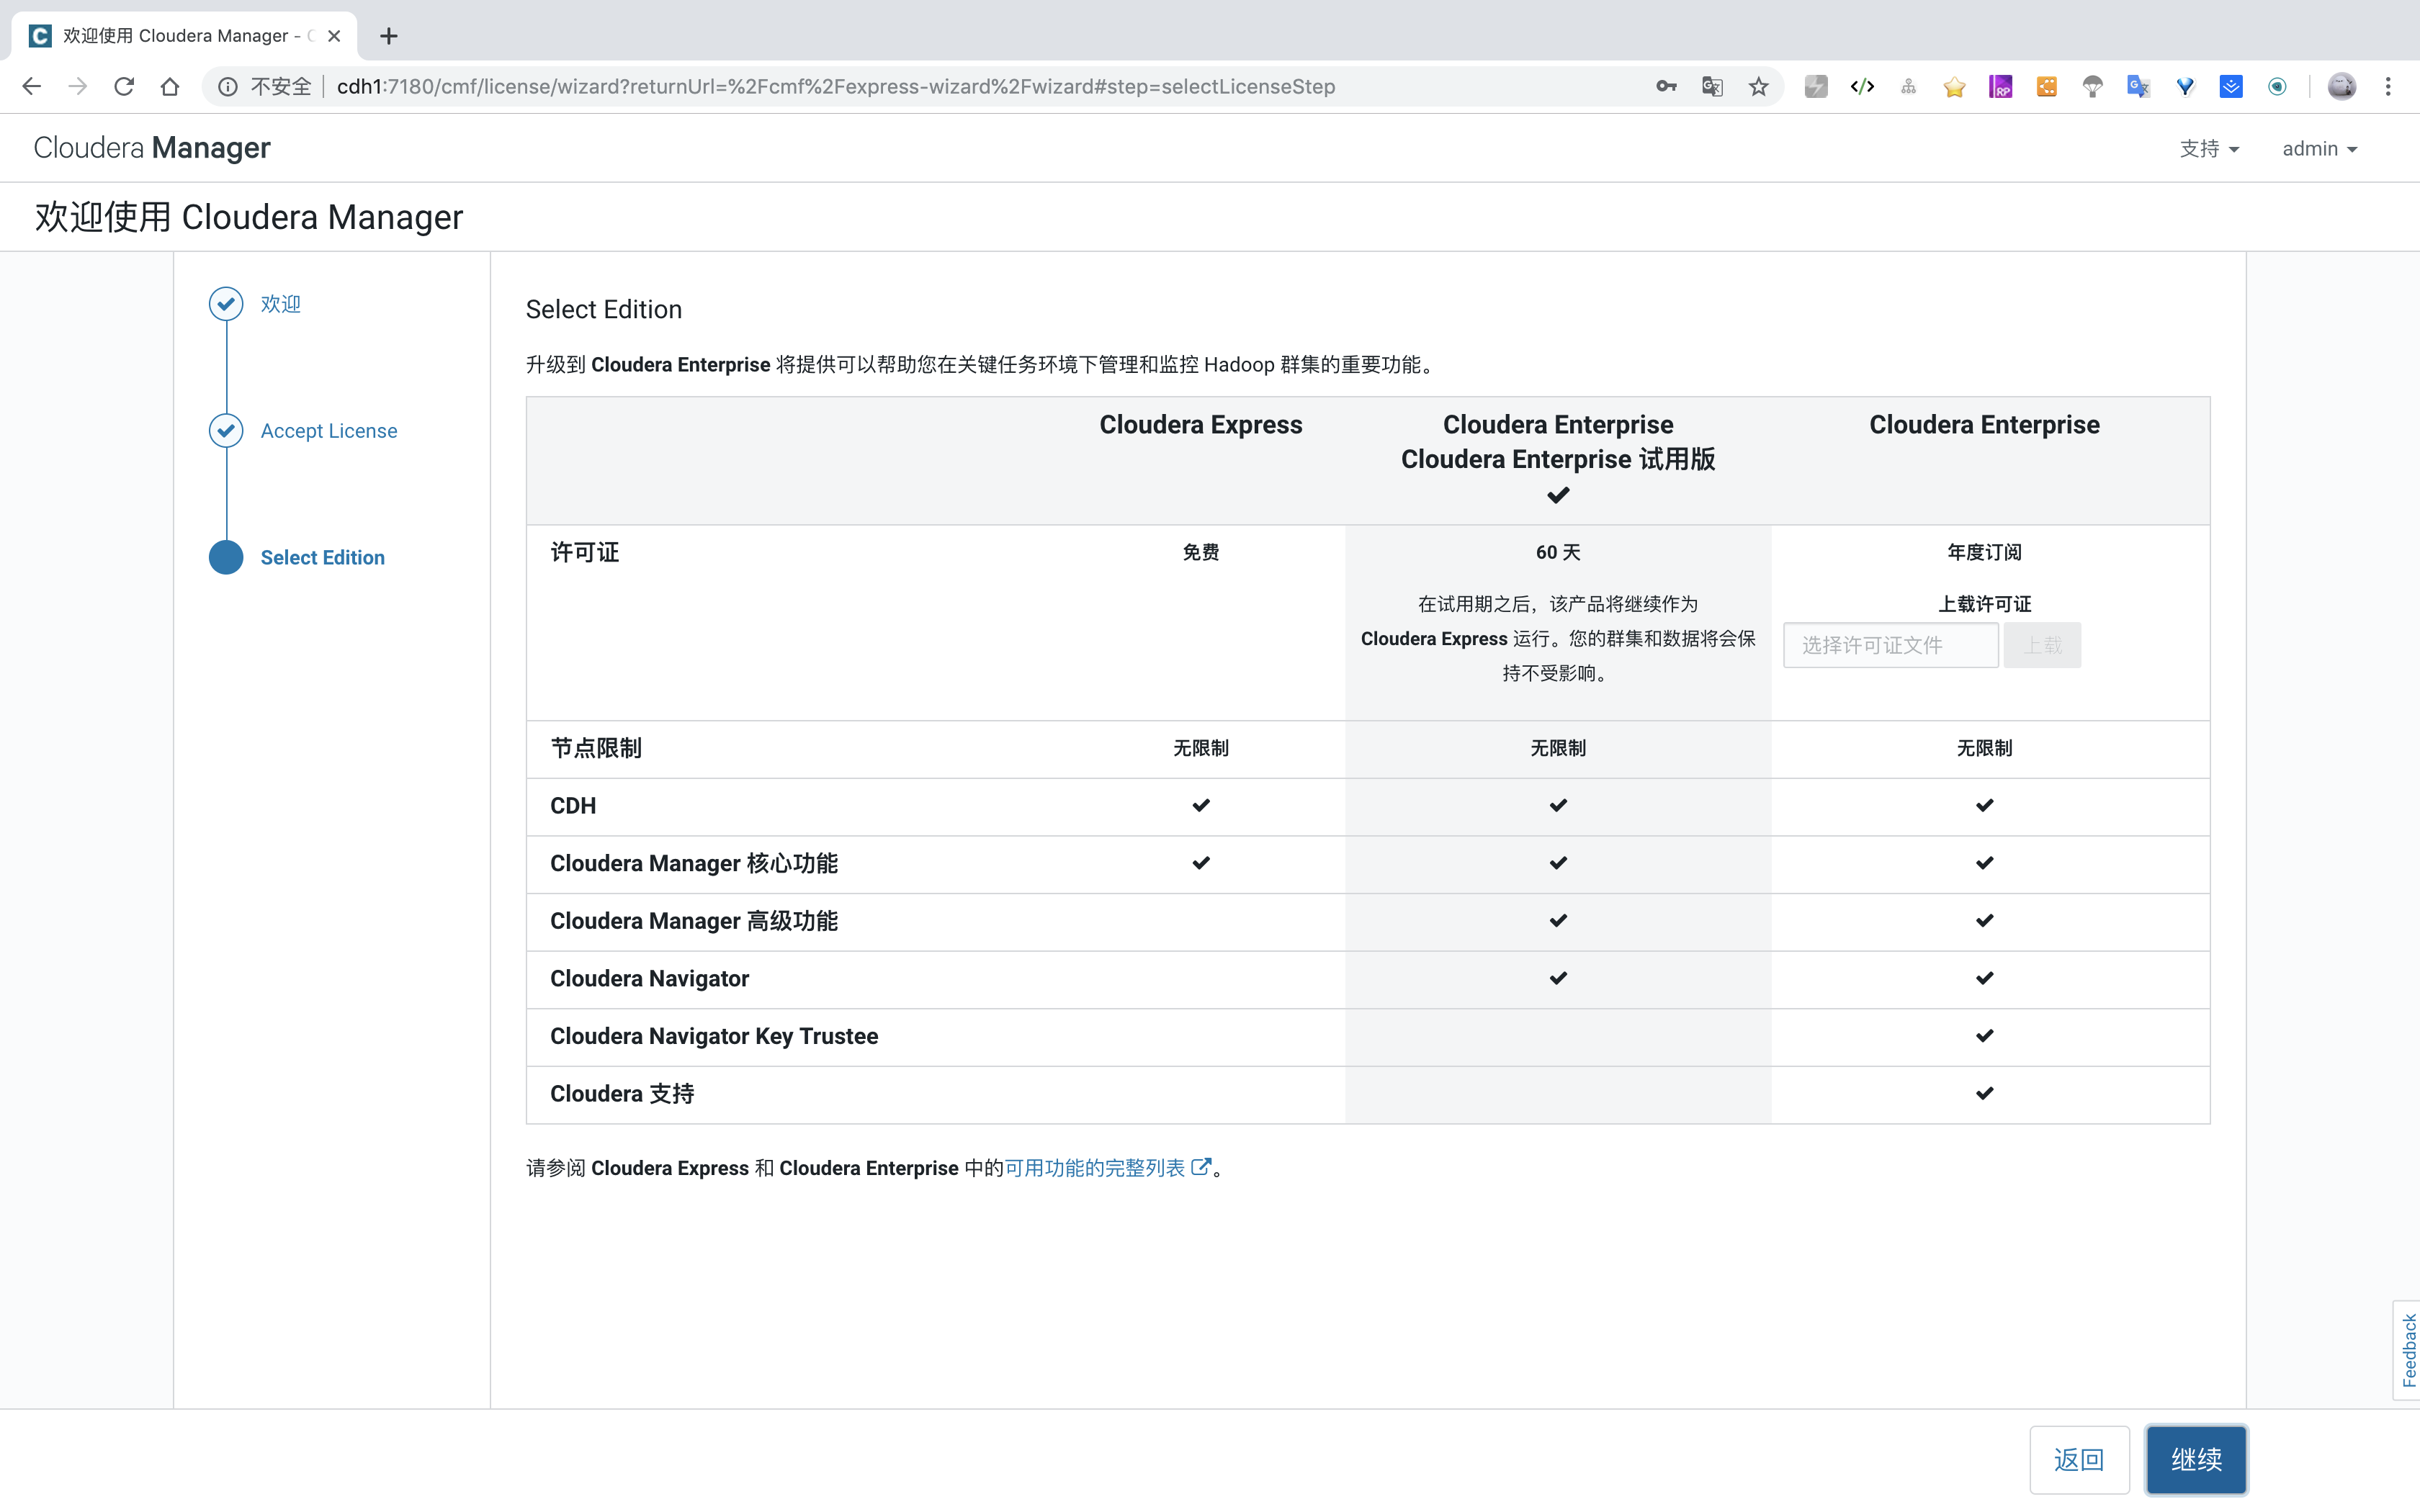 欢迎使用 Cloudera Manager -
不安全 | cdh1:7180/cmf/license/wizard?returnUrl=%2Fcmf%2Fexpress-wizard%2Fwizard#step=selectLicenseStep
Cloudera Manager
支持
admin
欢迎使用 Cloudera Manager
欢迎
Accept License
Select Edition
Select Edition
升级到 Cloudera Enterprise 将提供可以帮助您在关键任务环境下管理和监控 Hadoop 群集的重要功能。
Cloudera Express
Cloudera Enterprise
Cloudera Enterprise 试用版
Cloudera Enterprise
许可证
免费
60 天
在试用期之后，该产品将继续作为
Cloudera Express 运行。您的群集和数据将会保
持不受影响。
年度订阅
上载许可证
选择许可证文件
上载
节点限制 无限制 无限制 无限制
CDH
Cloudera Manager 核心功能
Cloudera Manager 高级功能
Cloudera Navigator
Cloudera Navigator Key Trustee
Cloudera 支持
请参阅 Cloudera Express 和 Cloudera Enterprise 中的可用功能的完整列表。
Feedback
返回
继续